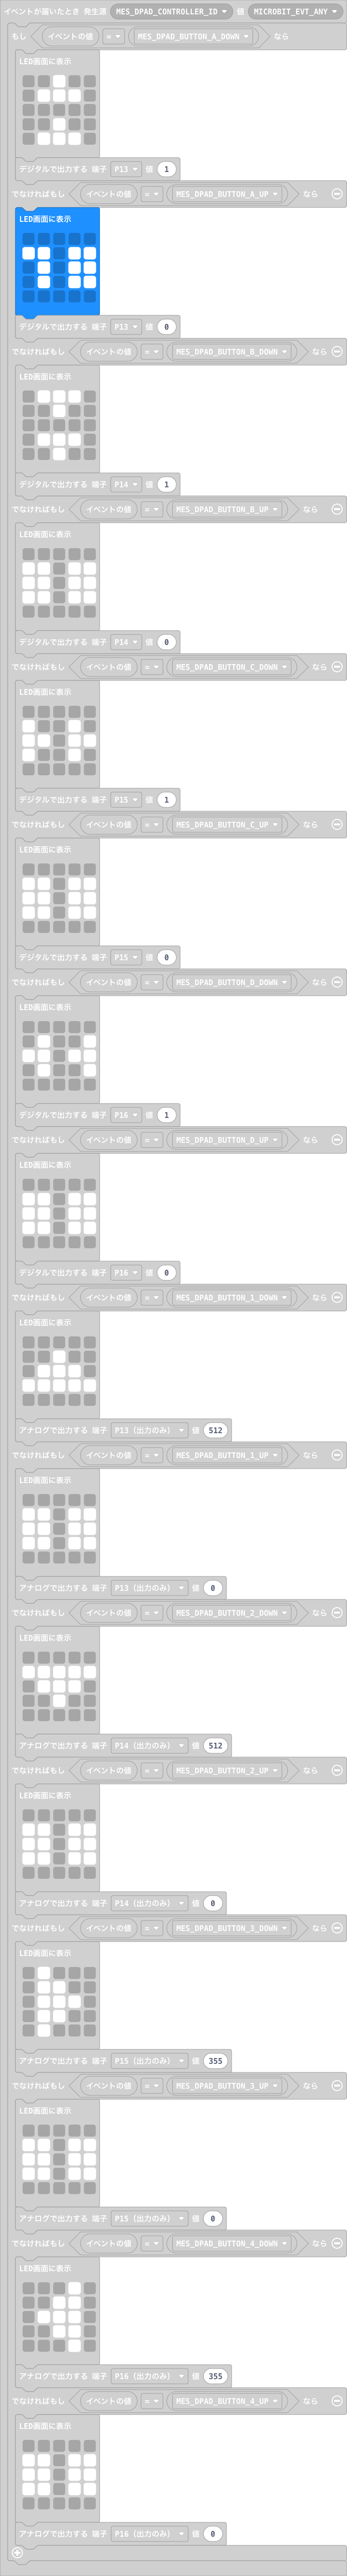 イベントが届いたとき 発生源 MES_DPAD_CONTROLLER_ID 値 MICROBIT_EVT_ANY
もし イベントの値 = MES_DPAD_BUTTON_A_DOWN なら
LED画面に表示
デジタルで出力する 端子 P13 値 1
でなければもし イベントの値 = MES_DPAD_BUTTON_A_UP なら
LED画面に表示
デジタルで出力する 端子 P13 値 0
でなければもし イベントの値 = MES_DPAD_BUTTON_B_DOWN なら
LED画面に表示
デジタルで出力する 端子 P14 値 1
でなければもし イベントの値 = MES_DPAD_BUTTON_B_UP なら
LED画面に表示
デジタルで出力する 端子 P14 値 0
でなければもし イベントの値 = MES_DPAD_BUTTON_C_DOWN なら
LED画面に表示
デジタルで出力する 端子 P15 値 1
でなければもし イベントの値 = MES_DPAD_BUTTON_C_UP なら
LED画面に表示
デジタルで出力する 端子 P15 値 0
でなければもし イベントの値 = MES_DPAD_BUTTON_D_DOWN なら
LED画面に表示
デジタルで出力する 端子 P16 値 1
でなければもし イベントの値 = MES_DPAD_BUTTON_D_UP なら
LED画面に表示
デジタルで出力する 端子 P16 値 0
でなければもし イベントの値 = MES_DPAD_BUTTON_1_DOWN なら
LED画面に表示
アナログで出力する 端子 P13 (出力のみ) 値 512
でなければもし イベントの値 = MES_DPAD_BUTTON_1_UP なら
LED画面に表示
アナログで出力する 端子 P13 (出力のみ) 値 0
でなければもし イベントの値 = MES_DPAD_BUTTON_2_DOWN なら
LED画面に表示
アナログで出力する 端子 P14 (出力のみ) 値 512
でなければもし イベントの値 = MES_DPAD_BUTTON_2_UP なら
LED画面に表示
アナログで出力する 端子 P14 (出力のみ) 値 0
でなければもし イベントの値 = MES_DPAD_BUTTON_3_DOWN なら
LED画面に表示
アナログで出力する 端子 P15 (出力のみ) 値 355
でなければもし イベントの値 = MES_DPAD_BUTTON_3_UP なら
LED画面に表示
アナログで出力する 端子 P15 (出力のみ) 値 0
でなければもし イベントの値 = MES_DPAD_BUTTON_4_DOWN なら
LED画面に表示
アナログで出力する 端子 P16 (出力のみ) 値 355
でなければもし イベントの値 = MES_DPAD_BUTTON_4_UP なら
LED画面に表示
アナログで出力する 端子 P16 (出力のみ) 値 0